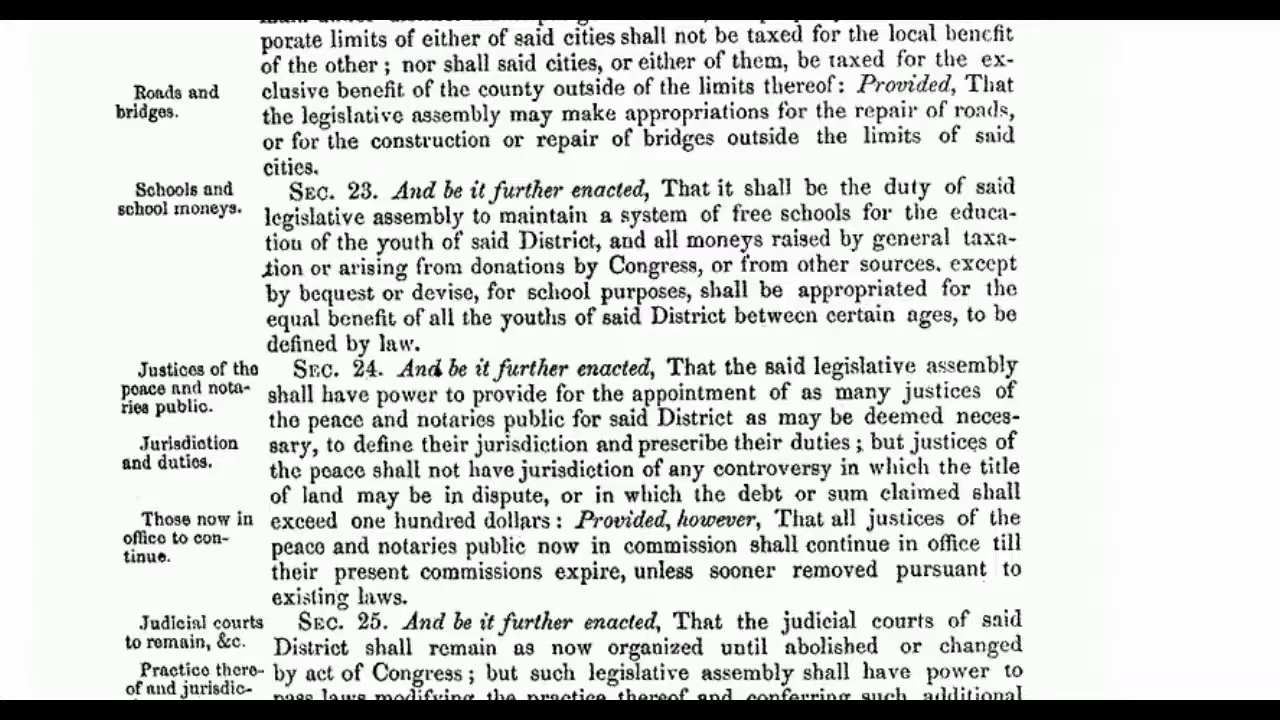 porate limits of either of said cities shall not be taxed for the local benefit
of the other ; nor shall said cities, or either of them, be taxed for the ex-
Roads and
bridges.
clusive benefit of the county outside of the limits thereof: Provided, That
the legislative assembly may make appropriations for the repair of roads,
or for the construction or repair of bridges outside the limits of said
cities.
Schools and
school moneys.
SEC. 23. And be it further enacted, That it shall be the duty of said
legislative assembly to maintain a system of free schools for the educa-
tion of the youth of said District, and all moneys raised by general taxa-
tion or arising from donations by Congress, or from other sources, except
by bequest or devise, for school purposes, shall be appropriated for the
equal benefit of all the youths of said District between certain ages, to be
defined by law.
Justices of the
peace and nota-
ries public.
SEC. 24. And be it further enacted, That the said legislative assembly
shall have power to provide for the appointment of as many justices of
the peace and notaries public for said District as may be deemed neces-
Jurisdiction
and duties.
sary, to define their jurisdiction and prescribe their duties ; but justices of
the peace shall not have jurisdiction of any controversy in which the title
of land may be in dispute, or in which the debt or sum claimed shall
Those now in
office to con-
tinue.
exceed one hundred dollars : Provided, however, That all justices of the
peace and notaries public now in commission shall continue in office till
their present commissions expire, unless sooner removed pursuant to
existing laws.
Judicial courts
to remain, &c.
SEC. 25. And be it further enacted, That the judicial courts of said
District shall remain as now organized until abolished or changed
Practice there-
of and jurisdic-
by act of Congress ; but such legislative assembly shall have power to
pass laws modifying the practice thereof and conferring such additional